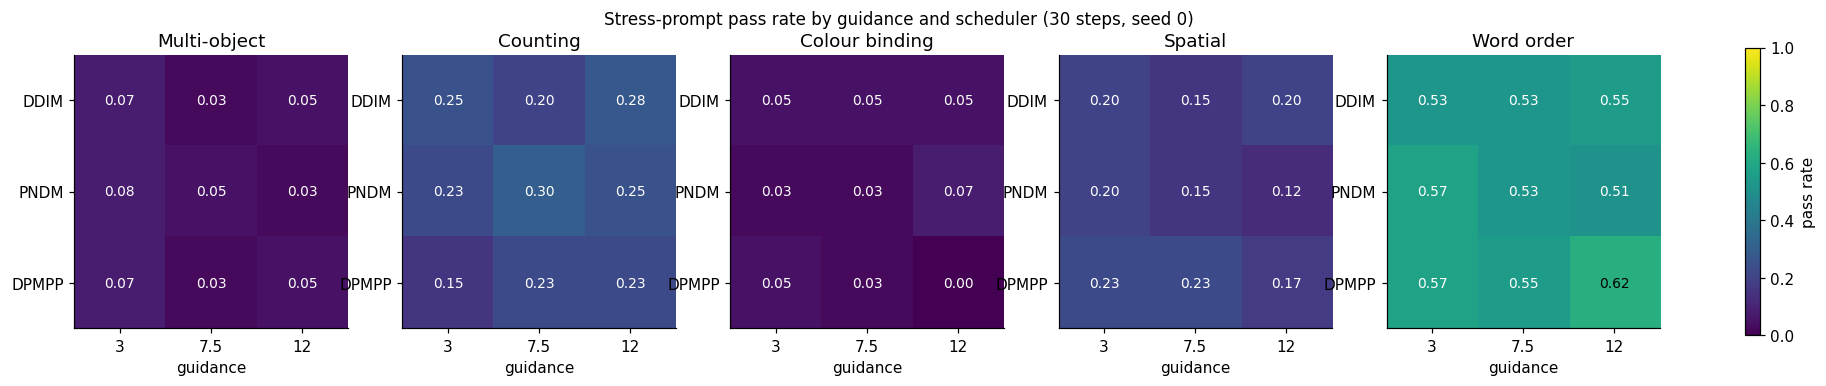 Stress-prompt pass rate by guidance and scheduler (30 steps, seed 0)
Multi-object
DDIM 0.07 0.03 0.05
PNDM 0.08 0.05 0.03
DPMPP 0.07 0.03 0.05
3 7.5 12
guidance
Counting
DDIM 0.25 0.20 0.28
PNDM 0.23 0.30 0.25
DPMPP 0.15 0.23 0.23
3 7.5 12
guidance
Colour binding
DDIM 0.05 0.05 0.05
PNDM 0.03 0.03 0.07
DPMPP 0.05 0.03 0.00
3 7.5 12
guidance
Spatial
DDIM 0.20 0.15 0.20
PNDM 0.20 0.15 0.12
DPMPP 0.23 0.23 0.17
3 7.5 12
guidance
Word order
DDIM 0.53 0.53 0.55
PNDM 0.57 0.53 0.51
DPMPP 0.57 0.55 0.62
3 7.5 12
guidance
1.0
0.8
0.6
0.4
0.2
0.0
pass rate